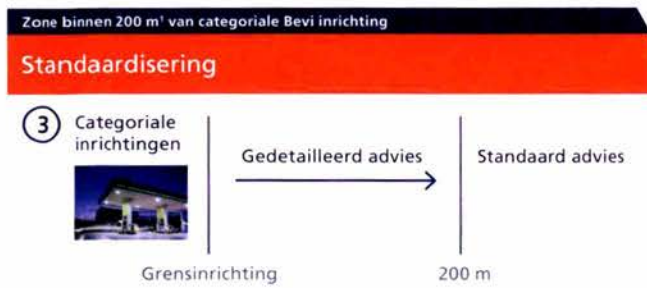 Zone binnen 200 m¹ van categoriale Bevi inrichting
Standaardisering
3 Categoriale
inrichtingen
Gedetailleerd advies
Standaard advies
Grensinrichting
200 m